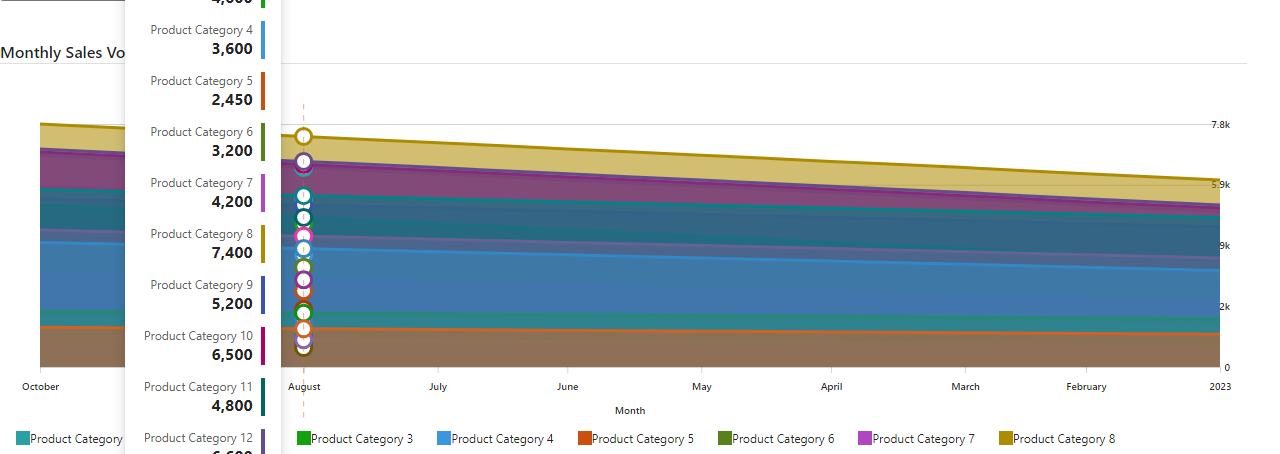 4,000
Product Category 4
3,600
Monthly Sales Vo
Product Category 5
2,450
Product Category 6
3,200
7.8k
Product Category 7
4,200
5.9k
Product Category 8
7,400
9k
Product Category 9
5,200
2k
Product Category 10
6,500
0
October
August
July
June
May
April
March
February
2023
Product Category 11
4,800
Month
Product Category
Product Category 12
Product Category 3
Product Category 4
Product Category 5
Product Category 6
Product Category 7
Product Category 8
6,600